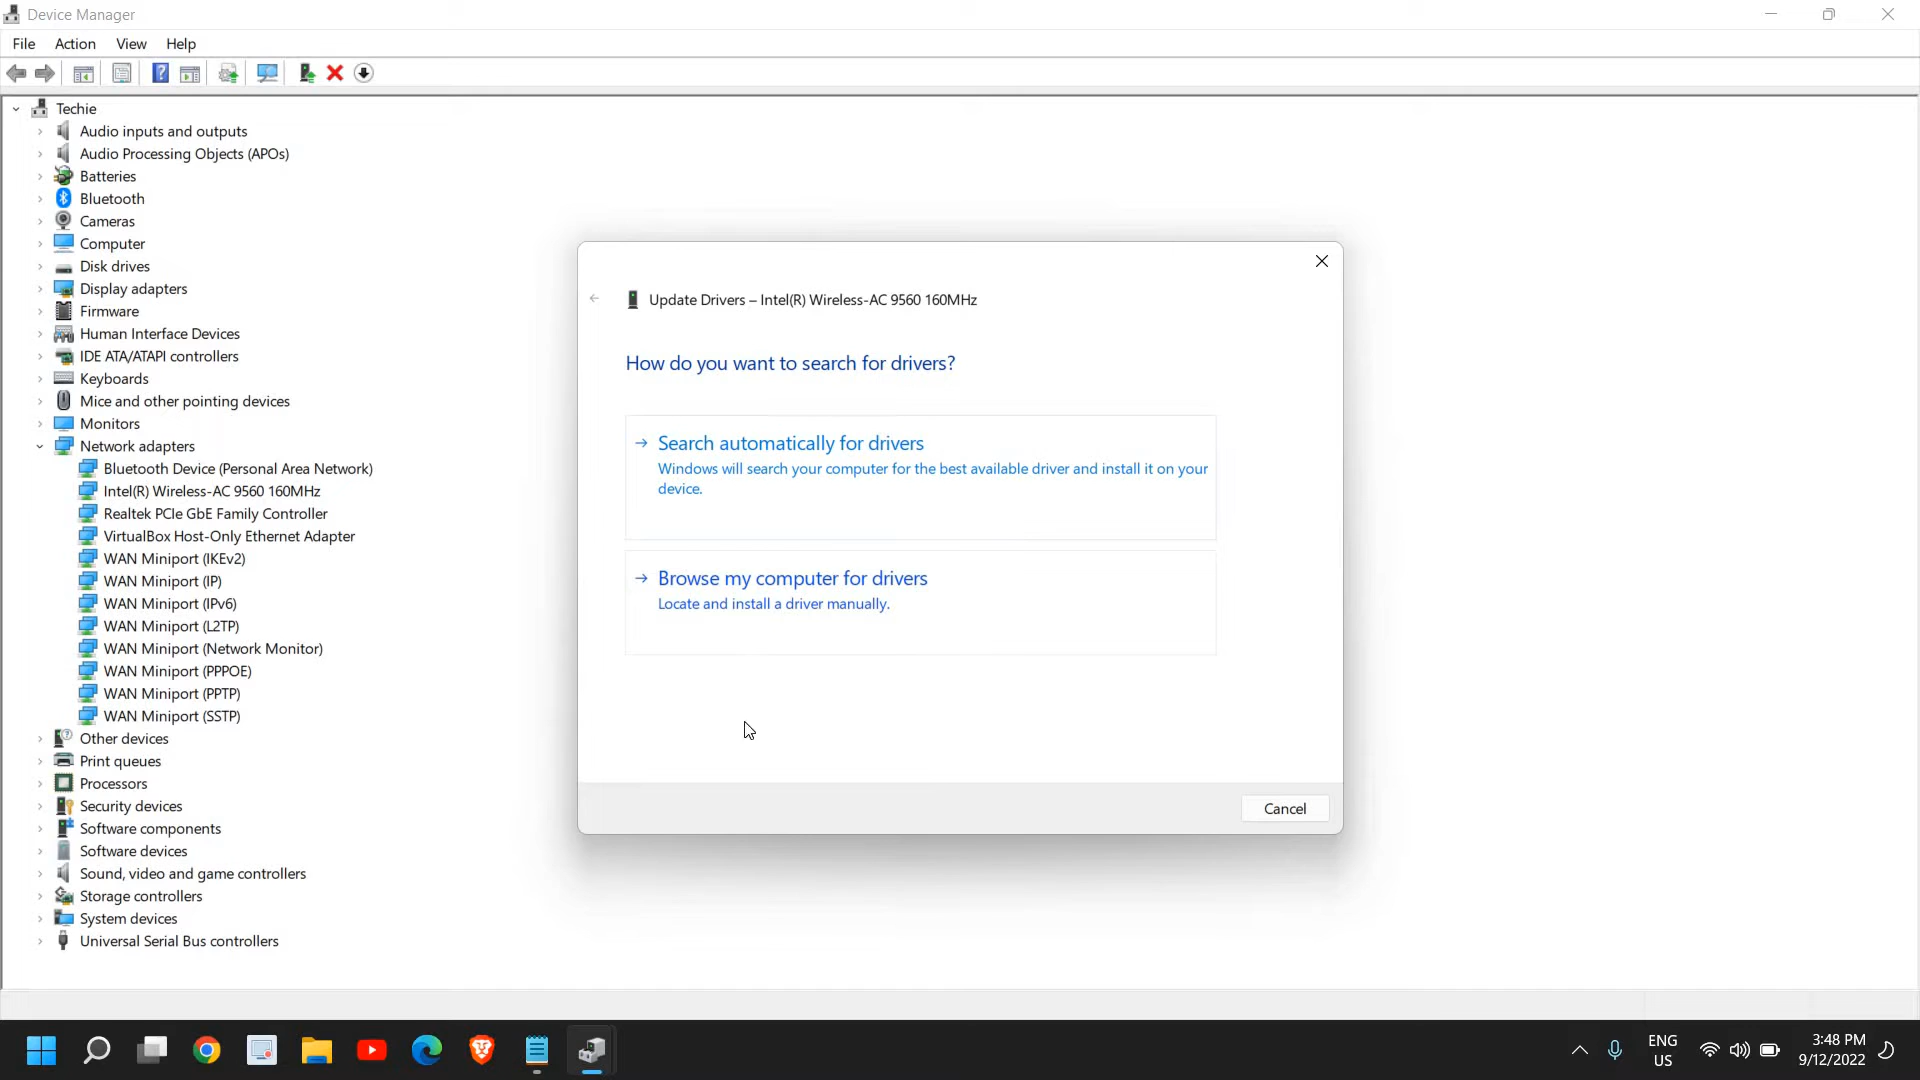 Device Manager
File Action View Help
Techie
Audio inputs and outputs
Audio Processing Objects (APOs)
Batteries
Bluetooth
Cameras
Computer
Disk drives
Display adapters
Firmware
Human Interface Devices
IDE ATA/ATAPI controllers
Keyboards
Mice and other pointing devices
Monitors
Network adapters
Bluetooth Device (Personal Area Network)
Intel(R) Wireless-AC 9560 160MHz
Realtek PCIe GbE Family Controller
VirtualBox Host-Only Ethernet Adapter
WAN Miniport (IKEv2)
WAN Miniport (IP)
WAN Miniport (IPv6)
WAN Miniport (L2TP)
WAN Miniport (Network Monitor)
WAN Miniport (PPPOE)
WAN Miniport (PPTP)
WAN Miniport (SSTP)
Other devices
Print queues
Processors
Security devices
Software components
Software devices
Sound, video and game controllers
Storage controllers
System devices
Universal Serial Bus controllers
Update Drivers – Intel(R) Wireless-AC 9560 160MHz
How do you want to search for drivers?
Search automatically for drivers
Windows will search your computer for the best available driver and install it on your
device.
Browse my computer for drivers
Locate and install a driver manually.
Cancel
ENG
US
3:48 PM
9/12/2022